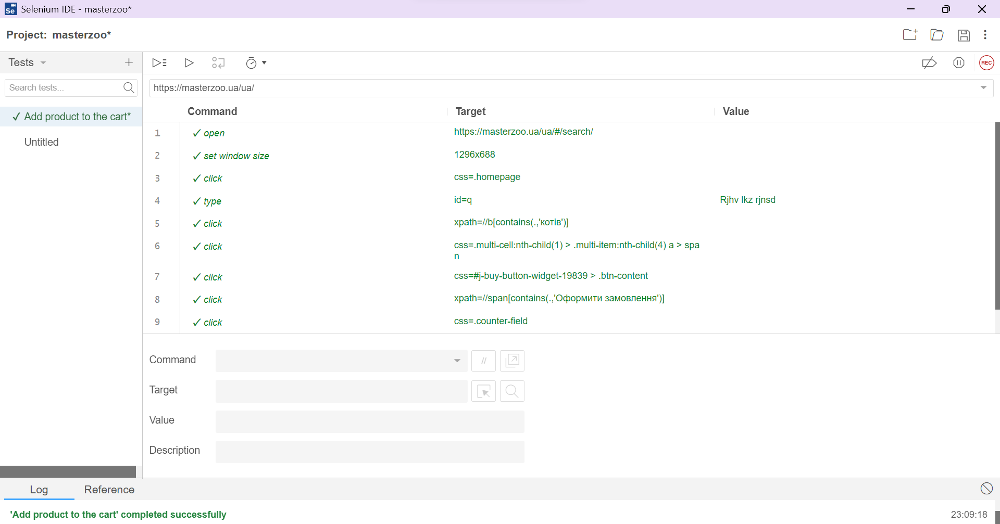 Selenium IDE - masterzoo*
Project: masterzoo*
Tests
Search tests...
✓ Add product to the cart*
Untitled
REC
https://masterzoo.ua/ua/
Command Target Value
1 ✓ open https://masterzoo.ua/ua/#/search/
2 ✓ set window size 1296x688
3 ✓ click css=.homepage
4 ✓ type id=q Rjhv lkz rjnsd
5 ✓ click xpath=//b[contains(.,'котів')]
6 ✓ click css=.multi-cell:nth-child(1) > .multi-item:nth-child(4) a > spa
n
7 ✓ click css=#j-buy-button-widget-19839 > .btn-content
8 ✓ click xpath=//span[contains(.,'Оформити замовлення')]
9 ✓ click css=.counter-field
Command
//
Target
Value
Description
Log Reference
'Add product to the cart' completed successfully 23:09:18